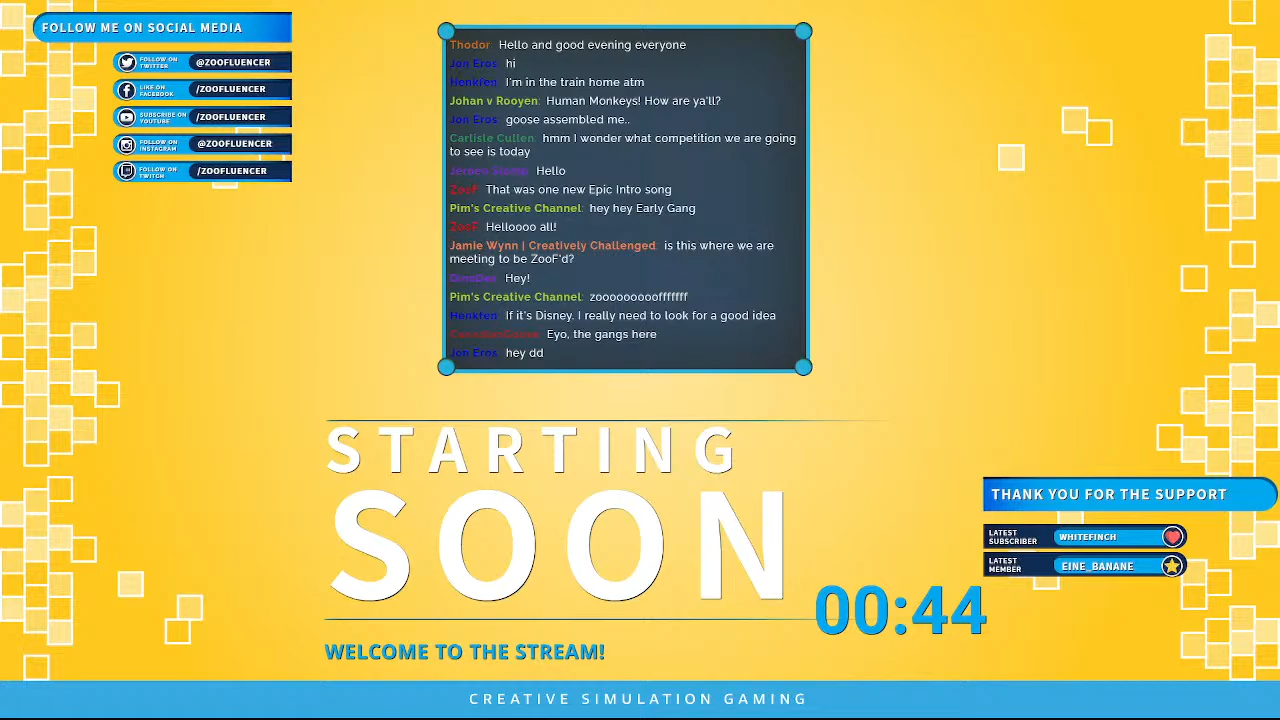 FOLLOW ME ON SOCIAL MEDIA
FOLLOW ON
TWITTER
@ZOOFLUENCER
LIKE ON
FACEBOOK
/ZOOFLUENCER
SUBSCRIBE ON
YOUTUBE
/ZOOFLUENCER
FOLLOW ON
INSTAGRAM
@ZOOFLUENCER
FOLLOW ON
TWITCH
/ZOOFLUENCER
Thodor: Hello and good evening everyone
Jon Eros: hi
Henkfen: I'm in the train home atm
Johan v Rooyen: Human Monkeys! How are ya'll?
Jon Eros: goose assembled me..
Carlisle Cullen: hmm I wonder what competition we are going
to see is today
Hello
ZooF: That was one new Epic Intro song
Pim's Creative Channel: hey hey Early Gang
ZooF: Helloooo all!
Jamie Wynn | Creatively Challenged: is this where we are
meeting to be ZooF'd?
Hey!
Pim's Creative Channel: zooooooooofffffff
Henkfen: If it's Disney. I really need to look for a good idea
CanadianGoose: Eyo, the gangs here
Jon Eros: hey dd
STARTING
SOON
00:44
WELCOME TO THE STREAM!
THANK YOU FOR THE SUPPORT
LATEST
SUBSCRIBER
WHITEFINCH
LATEST
MEMBER
EINE_BANANE
CREATIVE SIMULATION GAMING